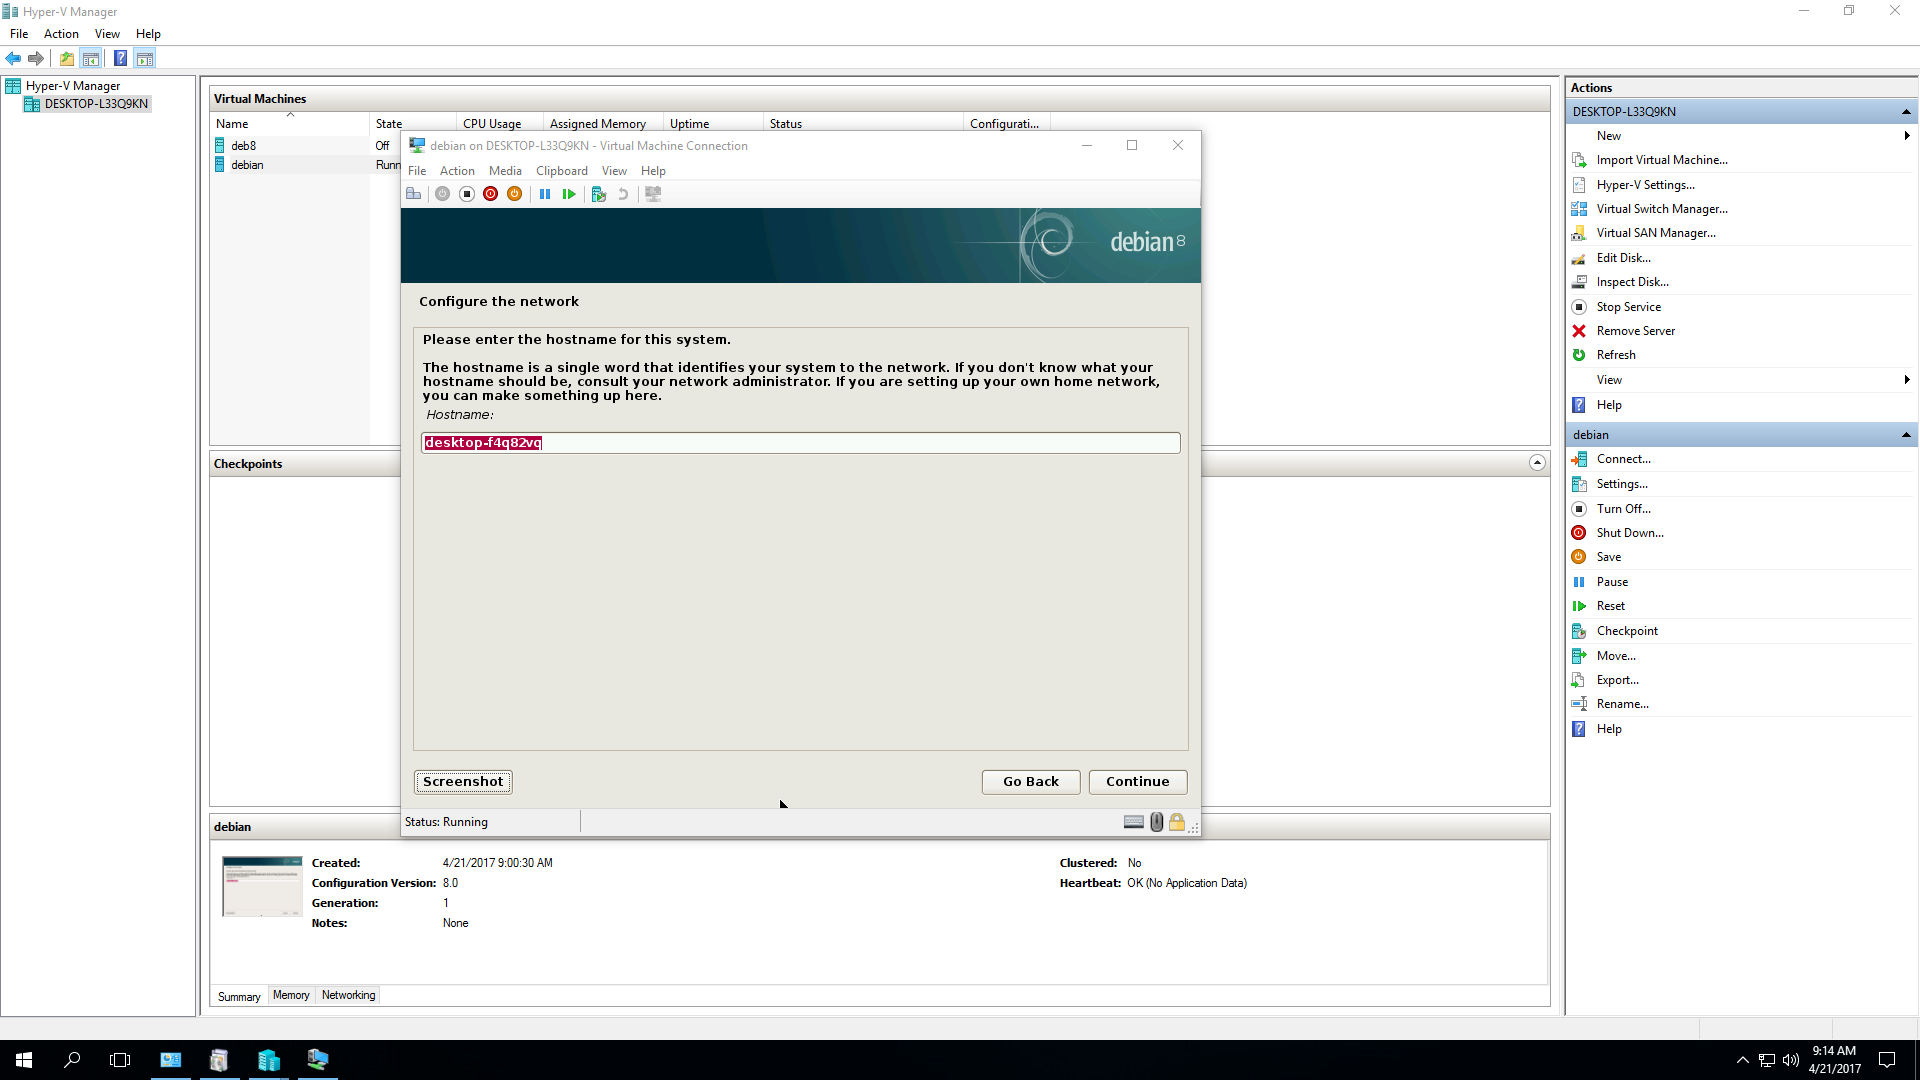 Hyper-V Manager
File Action View Help
Hyper-V Manager
DESKTOP-L33Q9KN
Virtual Machines
Name State CPU Usage Assigned Memory Uptime Status Configurati...
deb8 Off
debian Runn
debian on DESKTOP-L33Q9KN - Virtual Machine Connection
File Action Media Clipboard View Help
debian 8
Configure the network
Please enter the hostname for this system.
The hostname is a single word that identifies your system to the network. If you don't know what your
hostname should be, consult your network administrator. If you are setting up your own home network,
you can make something up here.
Hostname:
desktop-f4q82vq
Screenshot Go Back Continue
Status: Running
Checkpoints
debian
Created: 4/21/2017 9:00:30 AM
Configuration Version: 8.0
Generation: 1
Notes: None
Clustered: No
Heartbeat: OK (No Application Data)
Summary Memory Networking
Actions
DESKTOP-L33Q9KN
New
Import Virtual Machine...
Hyper-V Settings...
Virtual Switch Manager...
Virtual SAN Manager...
Edit Disk...
Inspect Disk...
Stop Service
Remove Server
Refresh
View
Help
debian
Connect...
Settings...
Turn Off...
Shut Down...
Save
Pause
Reset
Checkpoint
Move...
Export...
Rename...
Help
9:14 AM
4/21/2017